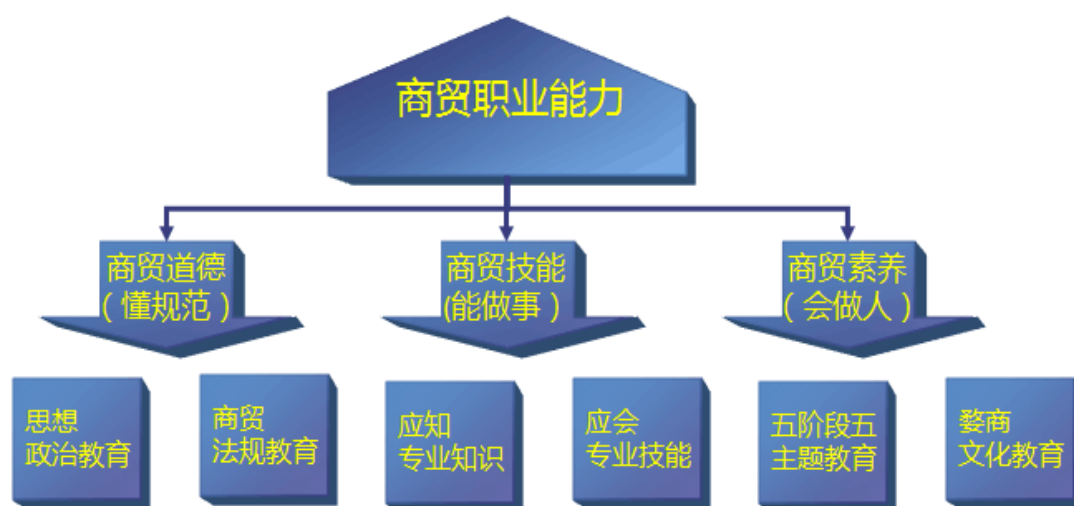 商贸职业能力
商贸道德
（懂规范）
商贸技能
(能做事）
商贸素养
（会做人）
思想
政治教育
商贸
法规教育
应知
专业知识
应会
专业技能
五阶段五
主题教育
婺商
文化教育